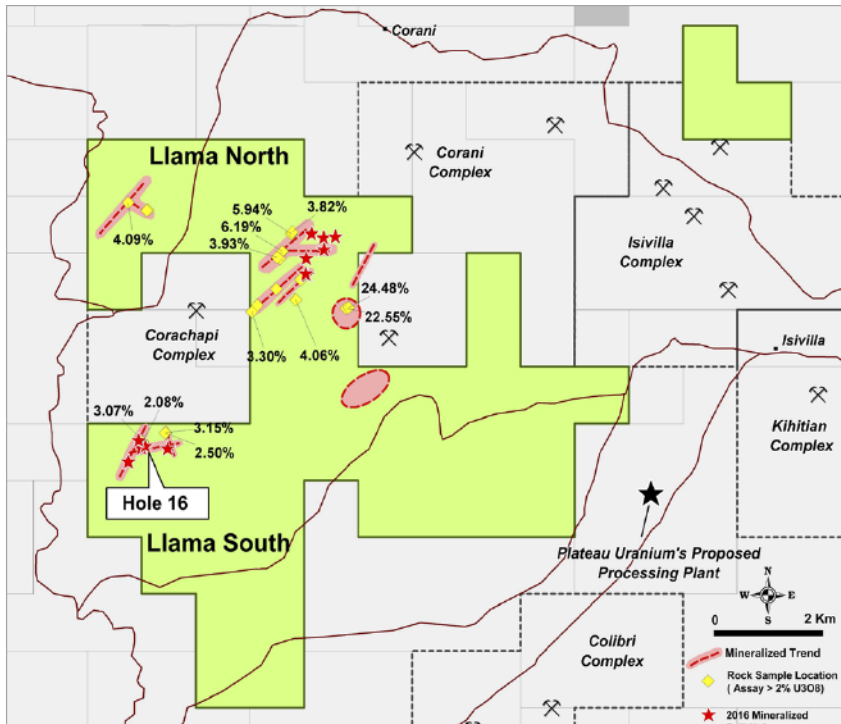 Corani
Llama North
Corani
Complex
5.94%
3.82%
6.19%
3.93%
4.09%
Isivilla
Complex
24.48%
22.55%
Corachapi
Complex
3.30%
4.06%
Isivilla
2.08%
3.07%
3.15%
2.50%
Kihitian
Complex
Hole 16
Llama South
Plateau Uranium's Proposed
Processing Plant
N
W E
S
0 2 Km
Colibri
Complex
Mineralized Trend
Rock Sample Location
( Assay > 2% U3O8)
2016 Mineralized